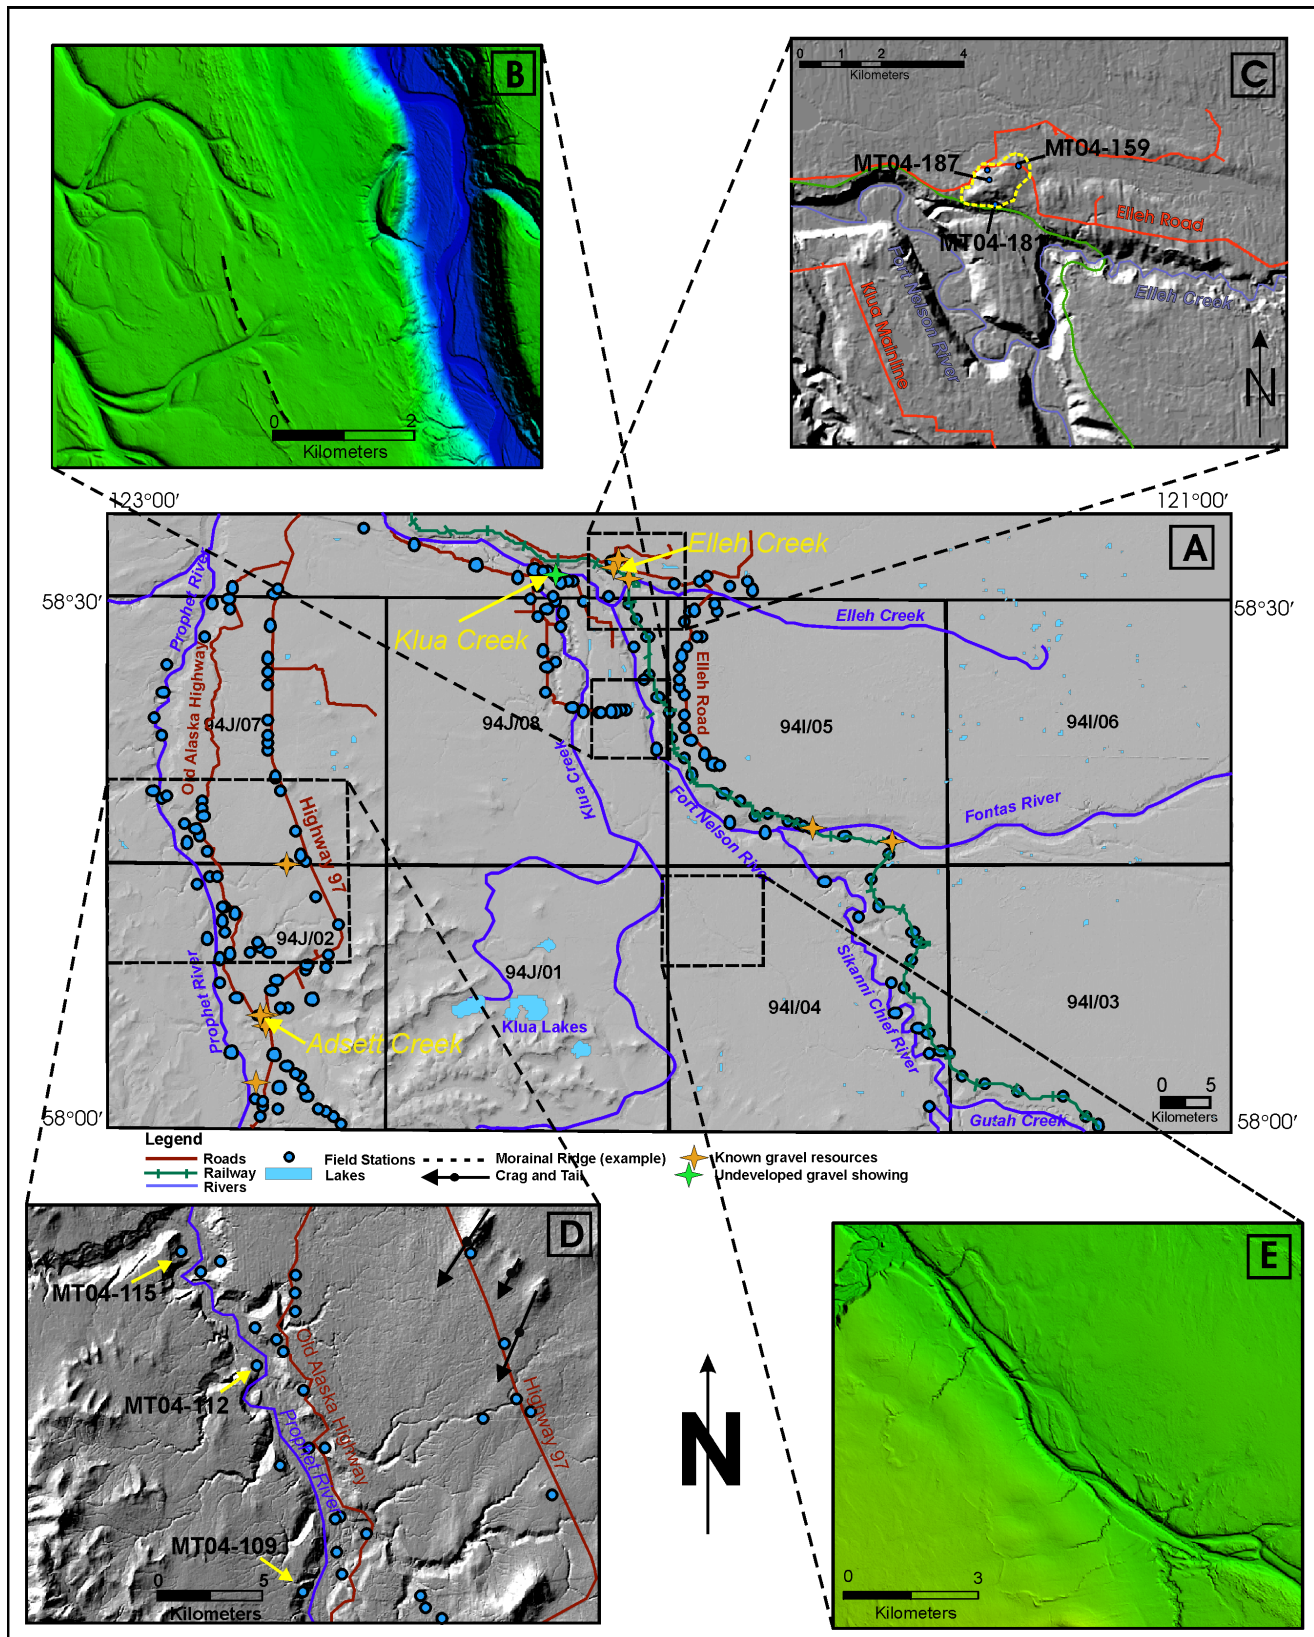 B
0 2
Kilometers
0 1 2 4
Kilometers
C
MT04-159
MT04-187
MT04-181
Elleh Road
Elleh Creek
Fort Nelson River
Klua Mainline
N
123°00′
121°00′
A
58°30′
58°30′
Elleh Creek
Klua Creek
Elleh Creek
Prophet River
Old Alaska Highway
94J/07
94J/08
Elleh Road
94I/05
94I/06
Klua Creek
Highway 97
Fort Nelson River
Fontas River
94J/02
94J/01
94I/04
94I/03
Klua Lakes
Sikanni Chief River
Prophet River
Adsett Creek
0 5
Kilometers
Gutah Creek
58°00′
58°00′
Legend
Roads
Railway
Rivers
Field Stations
Lakes
Morainal Ridge (example)
Crag and Tail
Known gravel resources
Undeveloped gravel showing
D
MT04-115
MT04-112
MT04-109
Old Alaska Highway
Prophet River
Highway 97
0 5
Kilometers
N
E
0 3
Kilometers